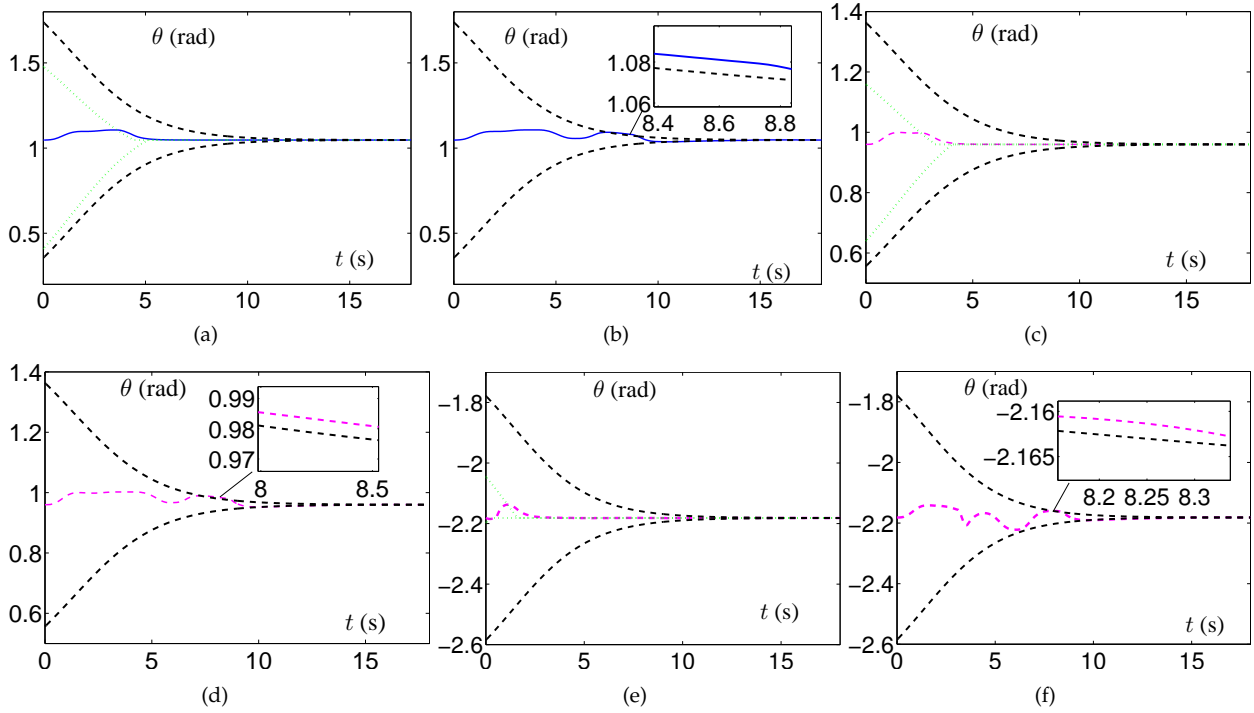 θ (rad)
1.5
1
0.5
t (s)
0 5 10 15
(a)
θ (rad)
1.5
1
0.5
1.08
1.06
8.4 8.6 8.8
t (s)
0 5 10 15
(b)
1.4
θ (rad)
1.2
1
0.8
0.6
t (s)
0 5 10 15
(c)
1.4
θ (rad)
1.2
1
0.8
0.6
0.99
0.98
0.97
8 8.5
t (s)
0 5 10 15
(d)
θ (rad)
−1.8
−2
−2.2
−2.4
−2.6
t (s)
0 5 10 15
(e)
θ (rad)
−1.8
−2
−2.2
−2.4
−2.6
−2.16
−2.165
8.2 8.25 8.3
t (s)
0 5 10 15
(f)